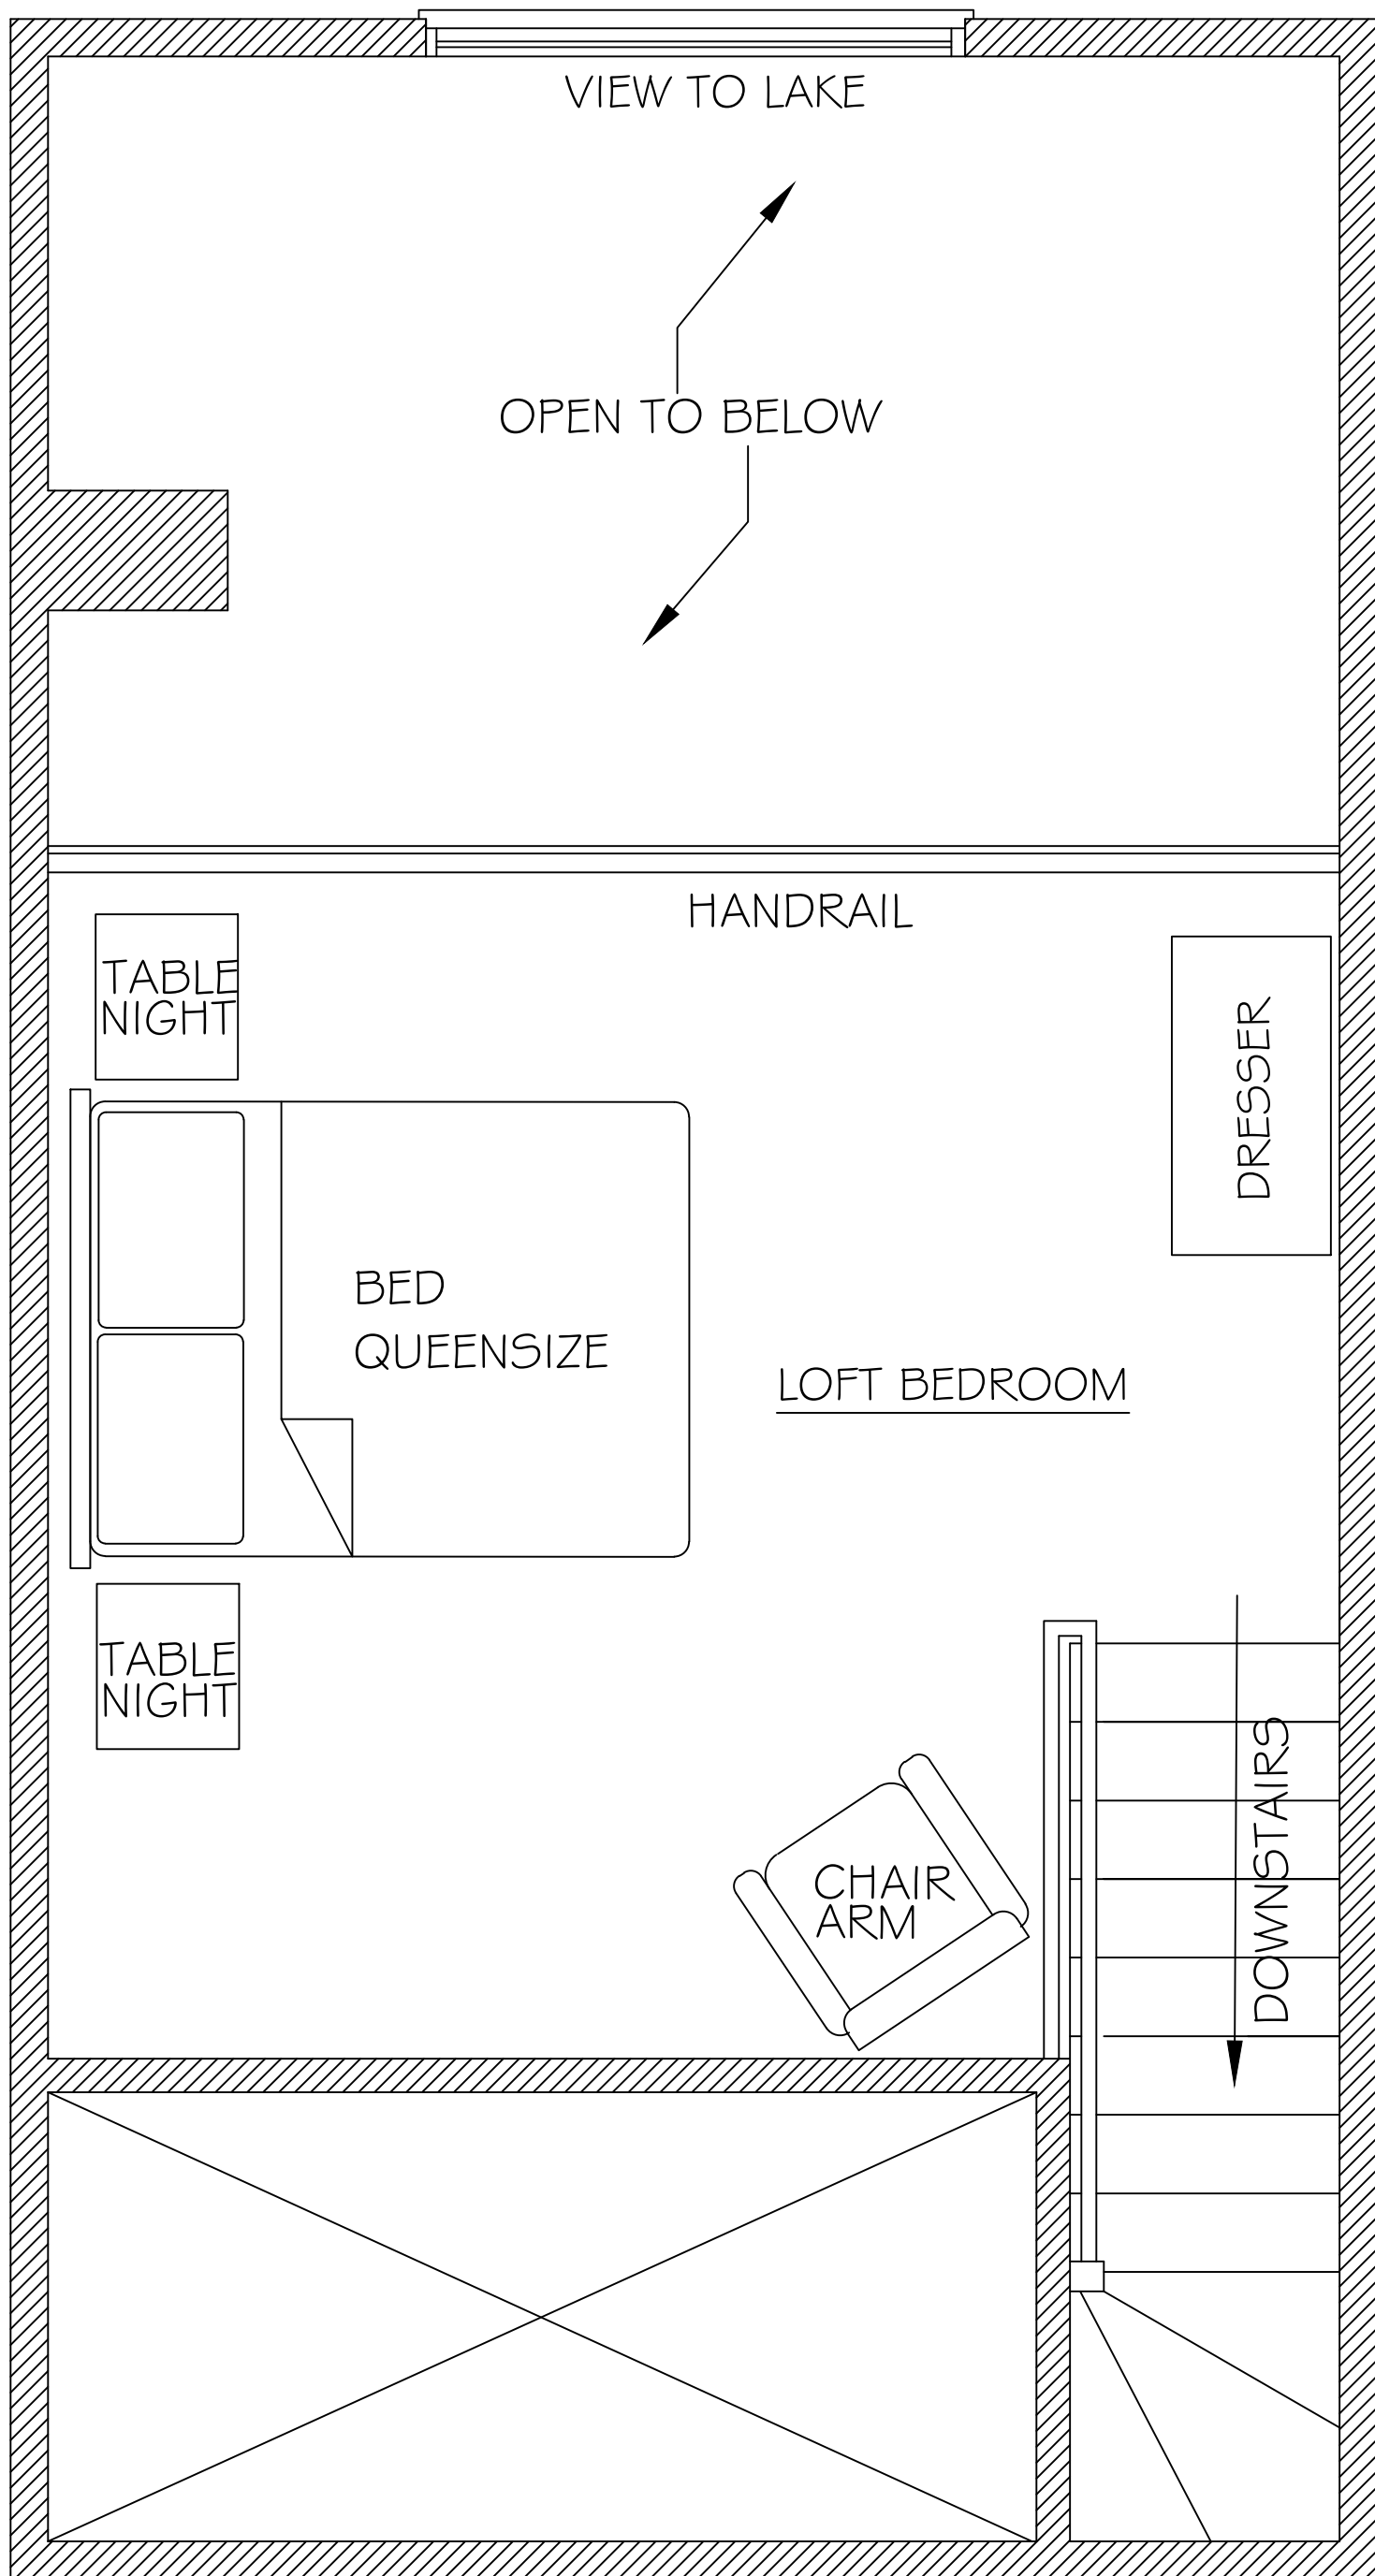 VIEW TO LAKE
OPEN TO BELOW
HANDRAIL
TABLE
NIGHT
DRESSER
BED
QUEENSIZE
LOFT BEDROOM
TABLE
NIGHT
DOWNSTAIRS
CHAIR
ARM